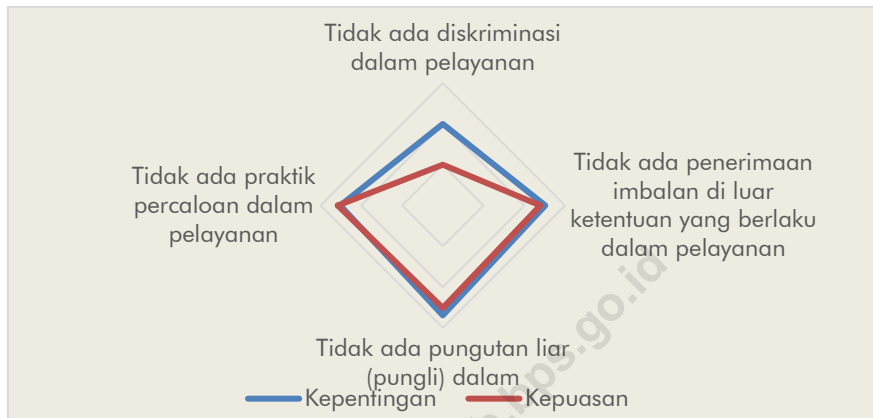 Tidak ada diskriminasi
dalam pelayanan
Tidak ada praktik
percaloan dalam
pelayanan
Tidak ada penerimaan
imbalan di luar
ketentuan yang berlaku
dalam pelayanan
Tidak ada pungutan liar
(pungli) dalam
Kepentingan
Kepuasan
bps.go.id